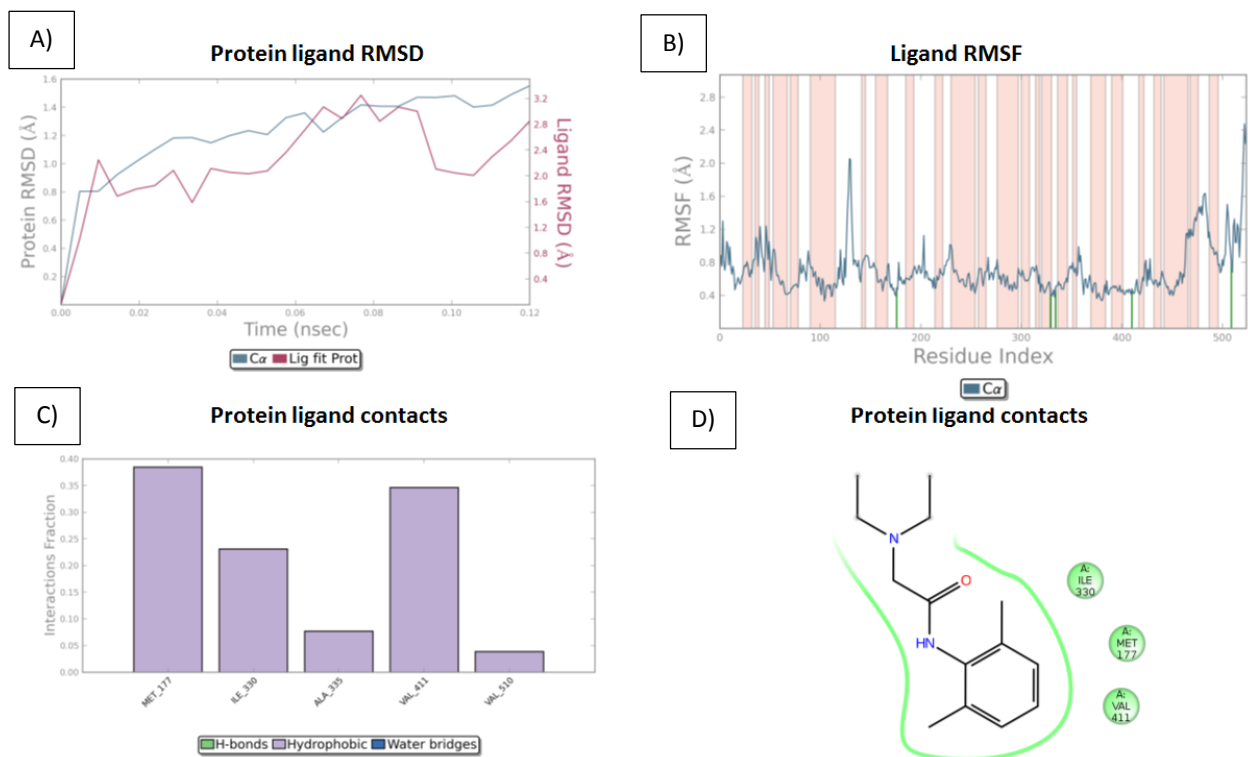 A)
Protein ligand RMSD
Protein RMSD (Å)
1.6
1.4
1.2
1.0
0.8
0.6
0.4
0.2
3.2
2.8
2.4
2.0
1.6
1.2
0.8
0.4
Ligand RMSD (Å)
0.00 0.02 0.04 0.06 0.08 0.10 0.12
Time (nsec)
Cα Lig fit Prot
B)
Ligand RMSF
RMSF (Å)
2.8
2.4
2.0
1.6
1.2
0.8
0.4
0 100 200 300 400 500
Residue Index
Cα
C)
Protein ligand contacts
Interactions Fraction
0.40
0.35
0.30
0.25
0.20
0.15
0.10
0.05
0.00
MET_177 ILE_330 ALA_335 VAL_411 VAL_510
H-bonds Hydrophobic Water bridges
D)
Protein ligand contacts
N
O
HN
A:
ILE
330
A:
MET
177
A:
VAL
411